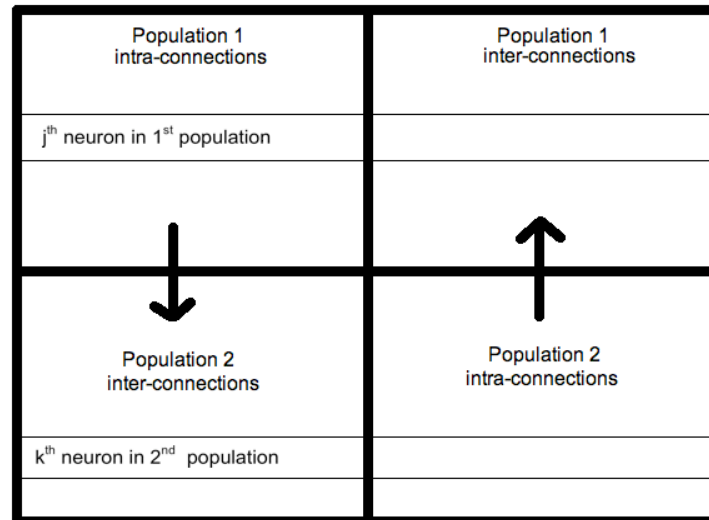 Population 1
intra-connections
Population 1
inter-connections
jth neuron in 1st population
Population 2
inter-connections
Population 2
intra-connections
kth neuron in 2nd population